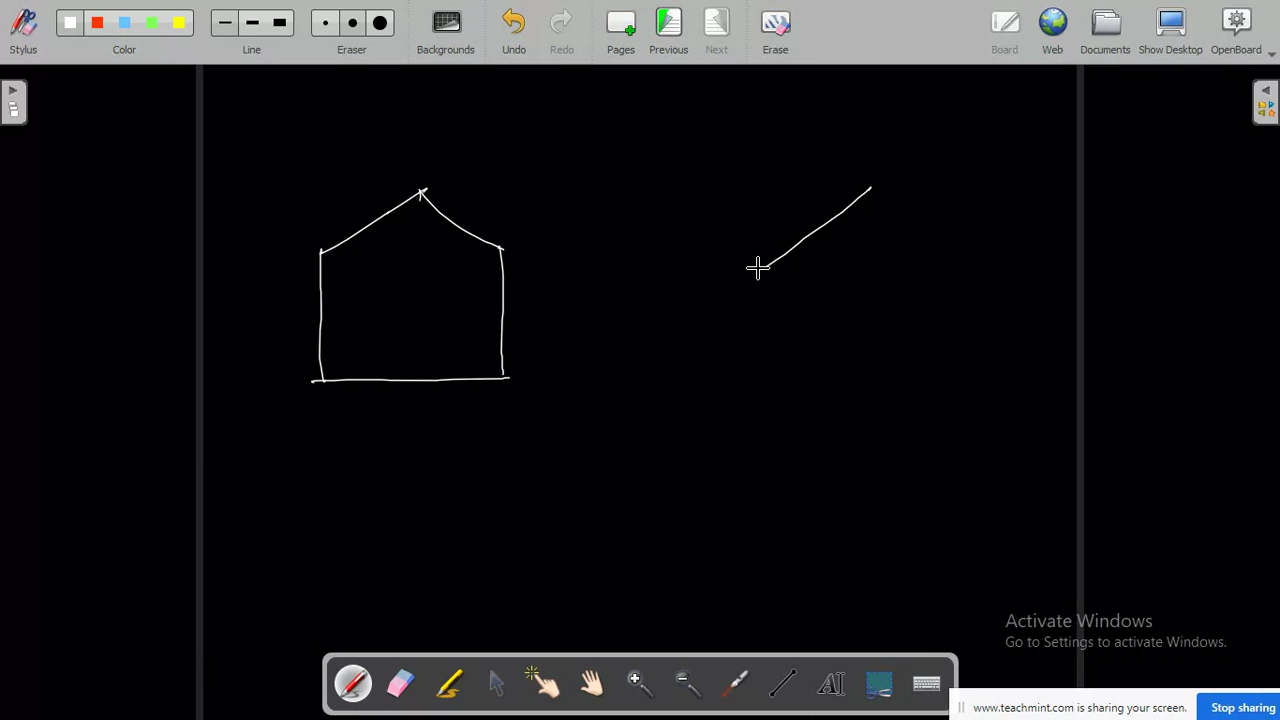 Stylus
Color
Line
Eraser
Backgrounds
Undo
Redo
Pages
Previous
Next
Erase
Board
Web
Documents
Show Desktop
OpenBoard
Activate Windows
Go to Settings to activate Windows.
AI
www.teachmint.com is sharing your screen.
Stop sharing